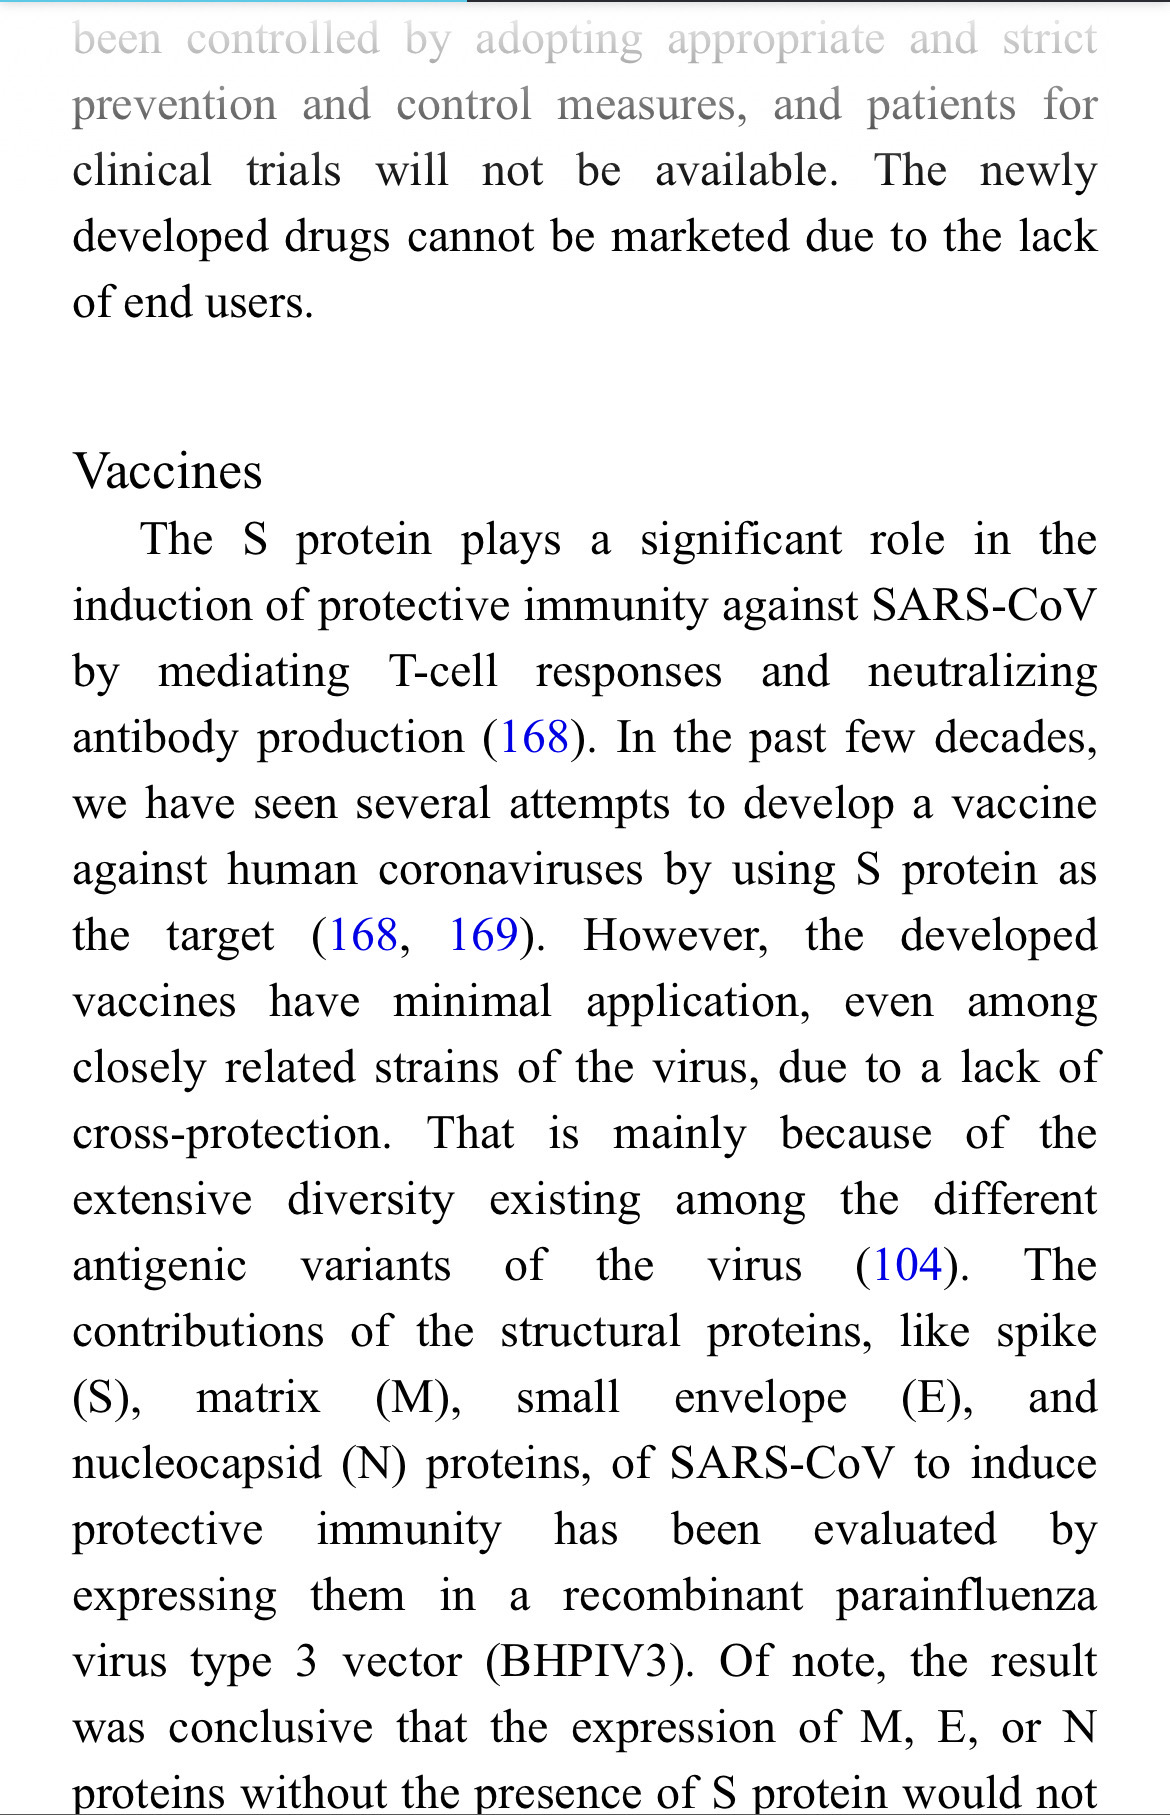 been controlled by adopting appropriate and strict
prevention and control measures, and patients for
clinical trials will not be available. The newly
developed drugs cannot be marketed due to the lack
of end users.
Vaccines
The S protein plays a significant role in the
induction of protective immunity against SARS-CoV
by mediating T-cell responses and neutralizing
antibody production (168). In the past few decades,
we have seen several attempts to develop a vaccine
against human coronaviruses by using S protein as
the target (168, 169). However, the developed
vaccines have minimal application, even among
closely related strains of the virus, due to a lack of
cross-protection. That is mainly because of the
extensive diversity existing among the different
antigenic variants of the virus (104). The
contributions of the structural proteins, like spike
(S), matrix (M), small envelope (E), and
nucleocapsid (N) proteins, of SARS-CoV to induce
protective immunity has been evaluated by
expressing them in a recombinant parainfluenza
virus type 3 vector (BHPIV3). Of note, the result
was conclusive that the expression of M, E, or N
proteins without the presence of S protein would not